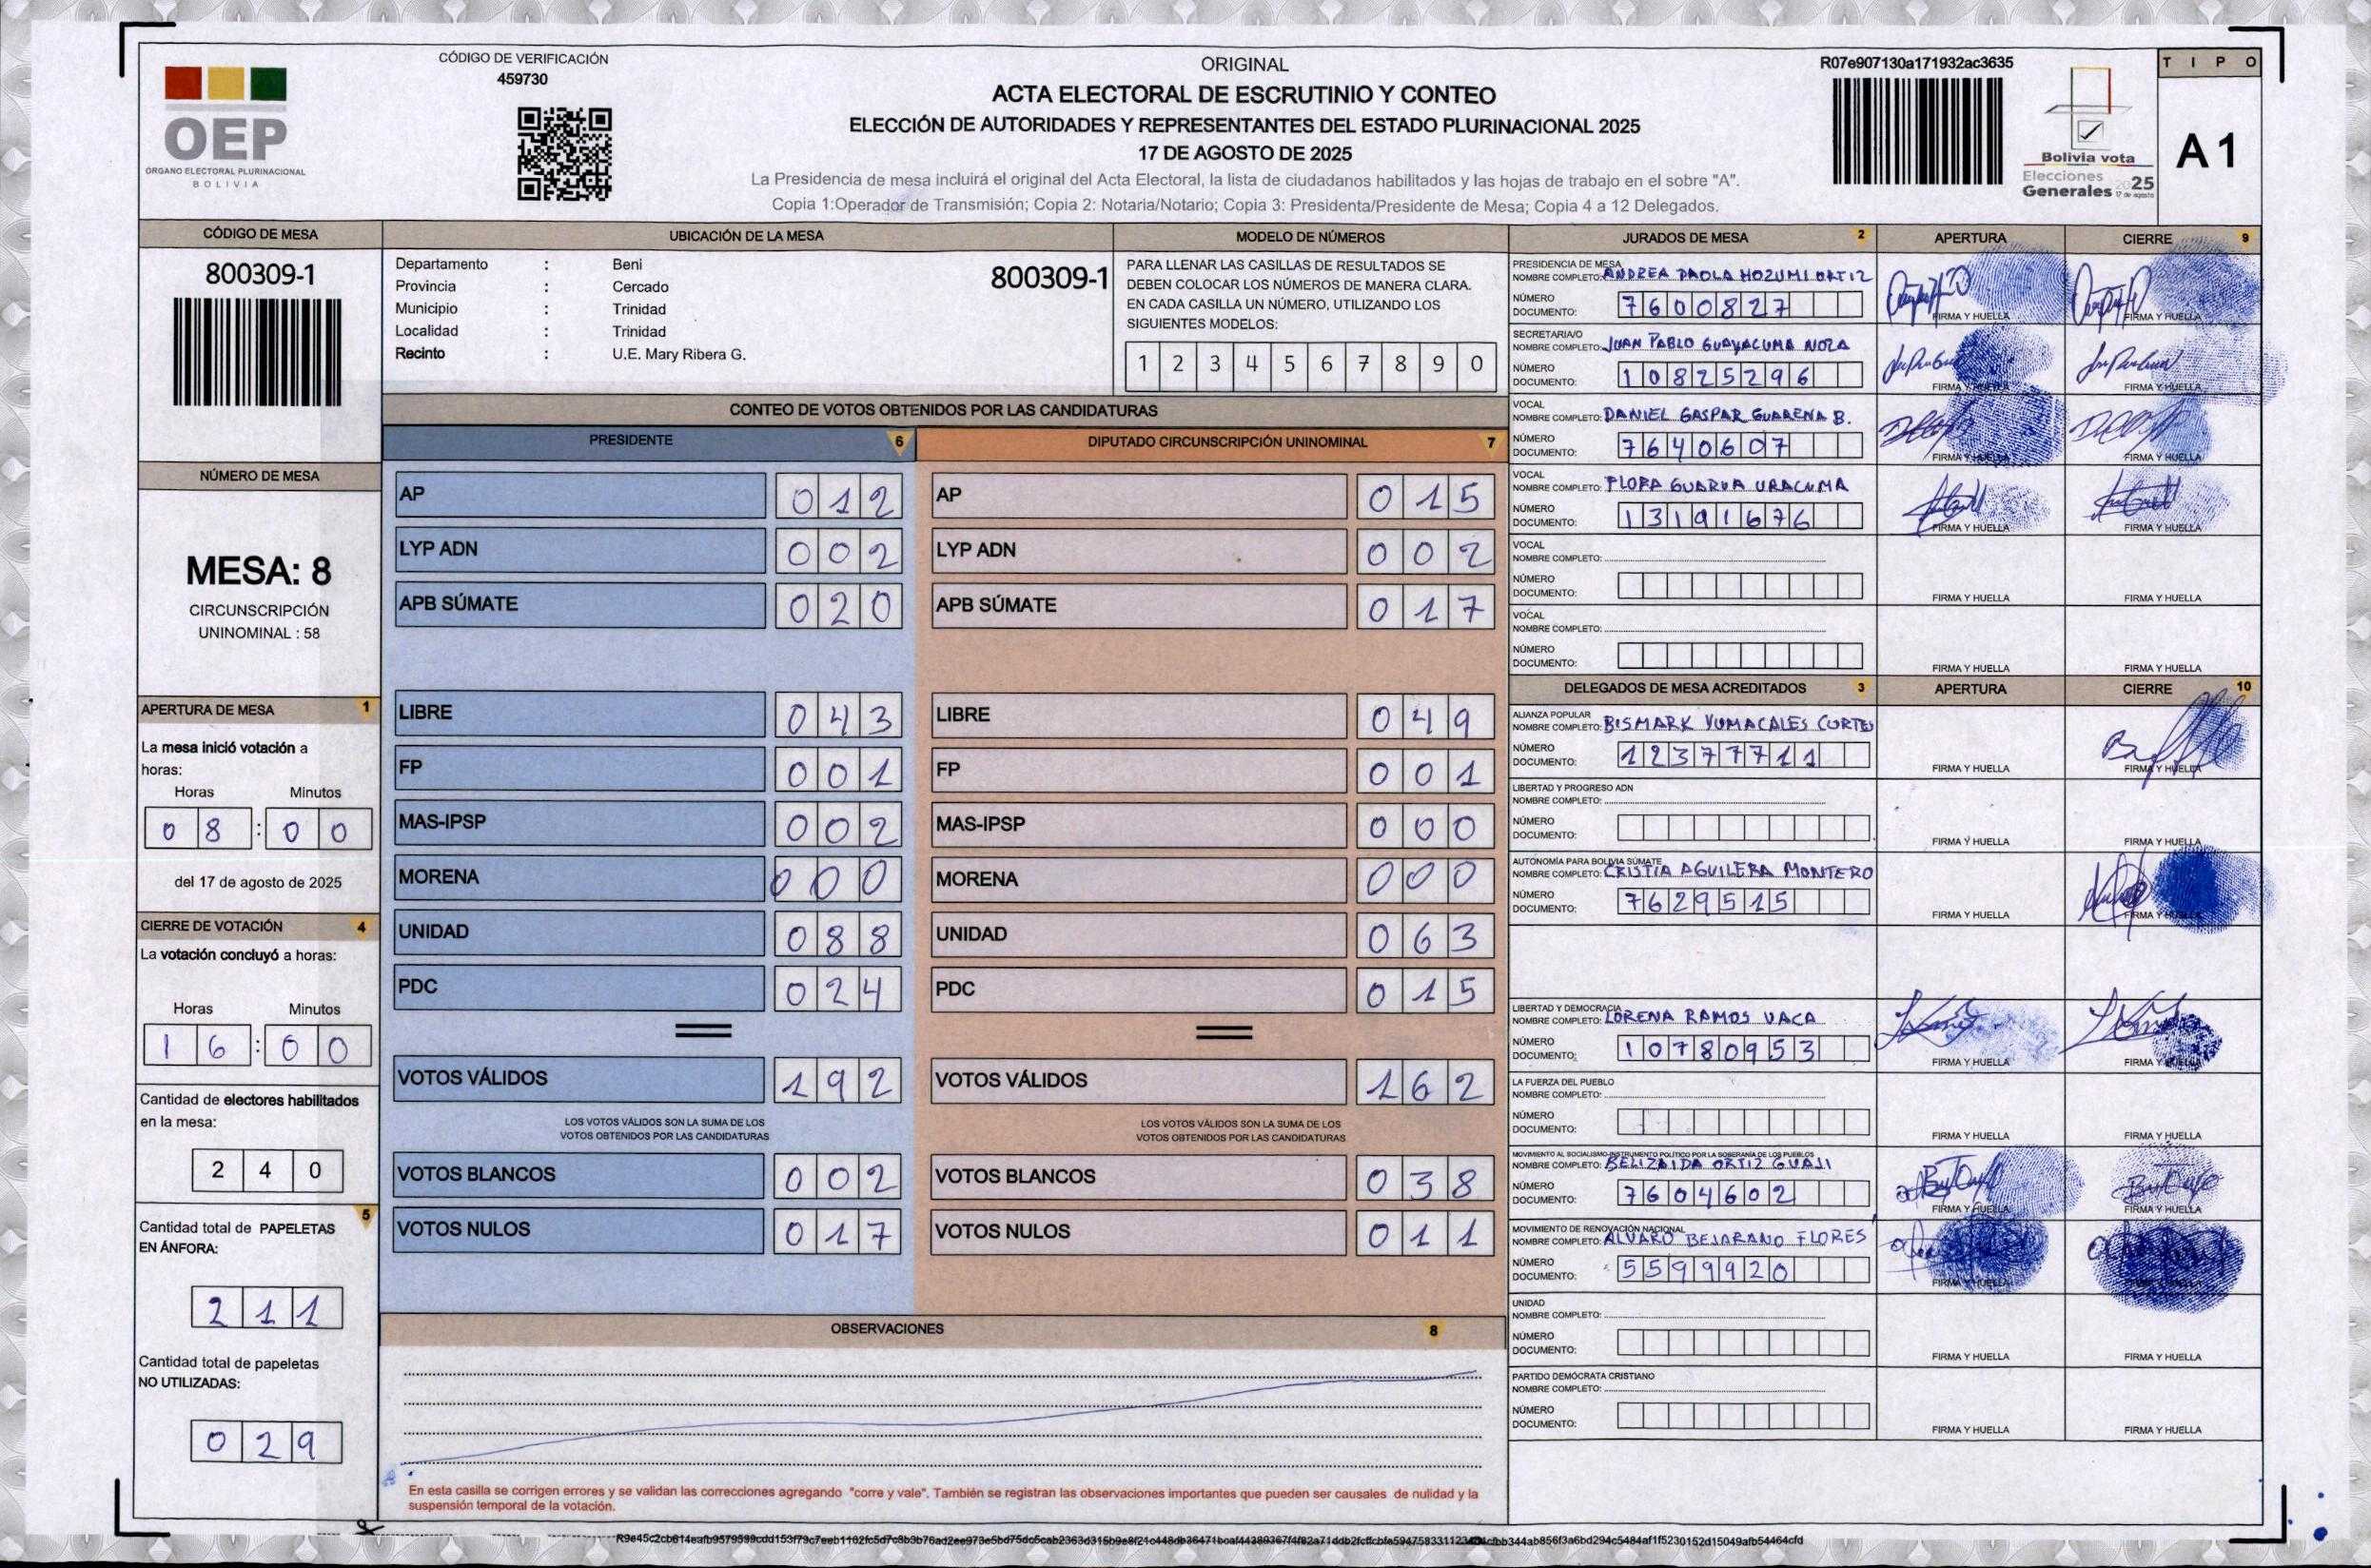 CÓDIGO DE VERIFICACIÓN
459730
OEP
ÓRGANO ELECTORAL PLURINACIONAL
BOLIVIA
ORIGINAL
ACTA ELECTORAL DE ESCRUTINIO Y CONTEO
ELECCIÓN DE AUTORIDADES Y REPRESENTANTES DEL ESTADO PLURINACIONAL 2025
17 DE AGOSTO DE 2025
La Presidencia de mesa incluirá el original del Acta Electoral, la lista de ciudadanos habilitados y las hojas de trabajo en el sobre "A".
Copia 1:Operador de Transmisión; Copia 2: Notaria/Notario; Copia 3: Presidenta/Presidente de Mesa; Copia 4 a 12 Delegados.
R07e907130a171932ac3635
Bolivia vota
Elecciones
Generales 2025
17 de agosto
TIPO
A1
CÓDIGO DE MESA
800309-1
NÚMERO DE MESA
MESA: 8
CIRCUNSCRIPCIÓN
UNINOMINAL : 58
APERTURA DE MESA 1
La mesa inició votación a
horas:
Horas Minutos
08:00
del 17 de agosto de 2025
CIERRE DE VOTACIÓN 4
La votación concluyó a horas:
Horas Minutos
16:00
Cantidad de electores habilitados
en la mesa:
240
5
Cantidad total de PAPELETAS
EN ÁNFORA:
211
Cantidad total de papeletas
NO UTILIZADAS:
029
UBICACIÓN DE LA MESA
Departamento : Beni
800309-1
Provincia : Cercado
Municipio : Trinidad
Localidad : Trinidad
Recinto : U.E. Mary Ribera G.
MODELO DE NÚMEROS
PARA LLENAR LAS CASILLAS DE RESULTADOS SE
DEBEN COLOCAR LOS NÚMEROS DE MANERA CLARA.
EN CADA CASILLA UN NÚMERO, UTILIZANDO LOS
SIGUIENTES MODELOS:
1 2 3 4 5 6 7 8 9 0
CONTEO DE VOTOS OBTENIDOS POR LAS CANDIDATURAS
PRESIDENTE 6
AP 012
LYP ADN 002
APB SÚMATE 020
LIBRE 043
FP 001
MAS-IPSP 002
MORENA 000
UNIDAD 088
PDC 024
=
VOTOS VÁLIDOS 192
LOS VOTOS VÁLIDOS SON LA SUMA DE LOS
VOTOS OBTENIDOS POR LAS CANDIDATURAS
VOTOS BLANCOS 002
VOTOS NULOS 017
DIPUTADO CIRCUNSCRIPCIÓN UNINOMINAL 7
AP 015
LYP ADN 002
APB SÚMATE 017
LIBRE 049
FP 001
MAS-IPSP 000
MORENA 000
UNIDAD 063
PDC 015
=
VOTOS VÁLIDOS 162
LOS VOTOS VÁLIDOS SON LA SUMA DE LOS
VOTOS OBTENIDOS POR LAS CANDIDATURAS
VOTOS BLANCOS 038
VOTOS NULOS 011
OBSERVACIONES 8
En esta casilla se corrigen errores y se validan las correcciones agregando "corre y vale". También se registran las observaciones importantes que pueden ser causales de nulidad y la
suspensión temporal de la votación.
JURADOS DE MESA 2 APERTURA CIERRE 9
PRESIDENCIA DE MESA
NOMBRE COMPLETO: ANDREA PAOLA HOZUMI ORTIZ
NÚMERO
DOCUMENTO: 7600827
FIRMA Y HUELLA FIRMA Y HUELLA
SECRETARIA/O
NOMBRE COMPLETO: JUAN PABLO GUAYACUMA NOZA
NÚMERO
DOCUMENTO: 10825296
FIRMA Y HUELLA FIRMA Y HUELLA
VOCAL
NOMBRE COMPLETO: DANIEL GASPAR GUARENA B.
NÚMERO
DOCUMENTO: 7640607
FIRMA Y HUELLA FIRMA Y HUELLA
VOCAL
NOMBRE COMPLETO: FLORA GUARUA URACUMA
NÚMERO
DOCUMENTO: 13191676
FIRMA Y HUELLA FIRMA Y HUELLA
VOCAL
NOMBRE COMPLETO:
NÚMERO
DOCUMENTO:
FIRMA Y HUELLA FIRMA Y HUELLA
VOCAL
NOMBRE COMPLETO:
NÚMERO
DOCUMENTO:
FIRMA Y HUELLA FIRMA Y HUELLA
DELEGADOS DE MESA ACREDITADOS 3 APERTURA CIERRE 10
ALIANZA POPULAR
NOMBRE COMPLETO: BISMARK YUMACALES CORTES
NÚMERO
DOCUMENTO: 12377711
FIRMA Y HUELLA FIRMA Y HUELLA
LIBERTAD Y PROGRESO ADN
NOMBRE COMPLETO:
NÚMERO
DOCUMENTO:
FIRMA Y HUELLA FIRMA Y HUELLA
AUTONOMÍA PARA BOLIVIA SÚMATE
NOMBRE COMPLETO: CRISTIA AGUILERA MONTERO
NÚMERO
DOCUMENTO: 7629515
FIRMA Y HUELLA FIRMA Y HUELLA
LIBERTAD Y DEMOCRACIA
NOMBRE COMPLETO: LORENA RAMOS VACA
NÚMERO
DOCUMENTO: 10780953
FIRMA Y HUELLA FIRMA Y HUELLA
LA FUERZA DEL PUEBLO
NOMBRE COMPLETO:
NÚMERO
DOCUMENTO:
FIRMA Y HUELLA FIRMA Y HUELLA
MOVIMIENTO AL SOCIALISMO-INSTRUMENTO POLÍTICO POR LA SOBERANÍA DE LOS PUEBLOS
NOMBRE COMPLETO: BELIZAIDA ORTIZ GUAJI
NÚMERO
DOCUMENTO: 7604602
FIRMA Y HUELLA FIRMA Y HUELLA
MOVIMIENTO DE RENOVACIÓN NACIONAL
NOMBRE COMPLETO: ALVARO BEJARANO FLORES
NÚMERO
DOCUMENTO: 5599920
FIRMA Y HUELLA FIRMA Y HUELLA
UNIDAD
NOMBRE COMPLETO:
NÚMERO
DOCUMENTO:
FIRMA Y HUELLA FIRMA Y HUELLA
PARTIDO DEMÓCRATA CRISTIANO
NOMBRE COMPLETO:
NÚMERO
DOCUMENTO:
FIRMA Y HUELLA FIRMA Y HUELLA